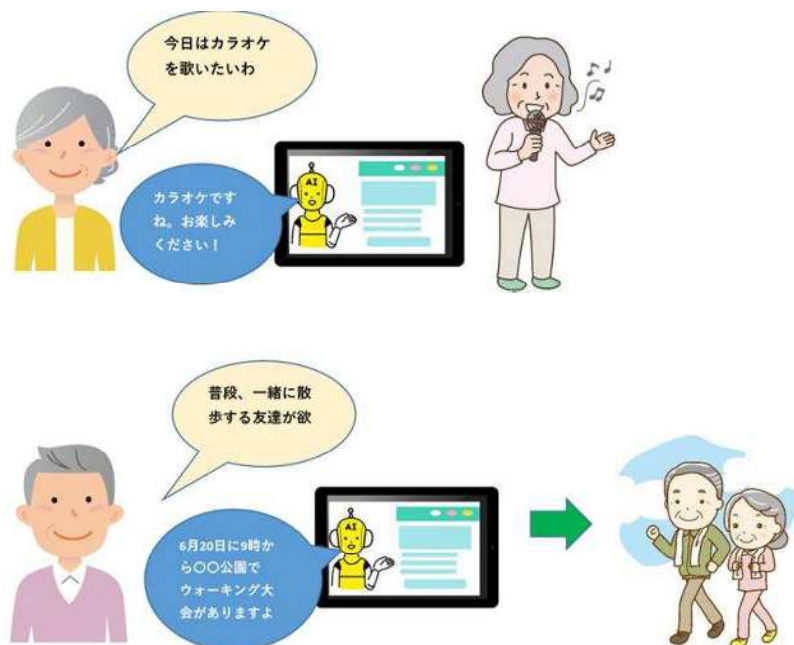 今日はカラオケ
を歌いたいわ
カラオケです
ね。お楽しみ
ください！
AI
普段、一緒に散
歩する友達が欲
6月20日に9時か
ら〇〇公園で
ウォーキング大
会がありますよ
AI